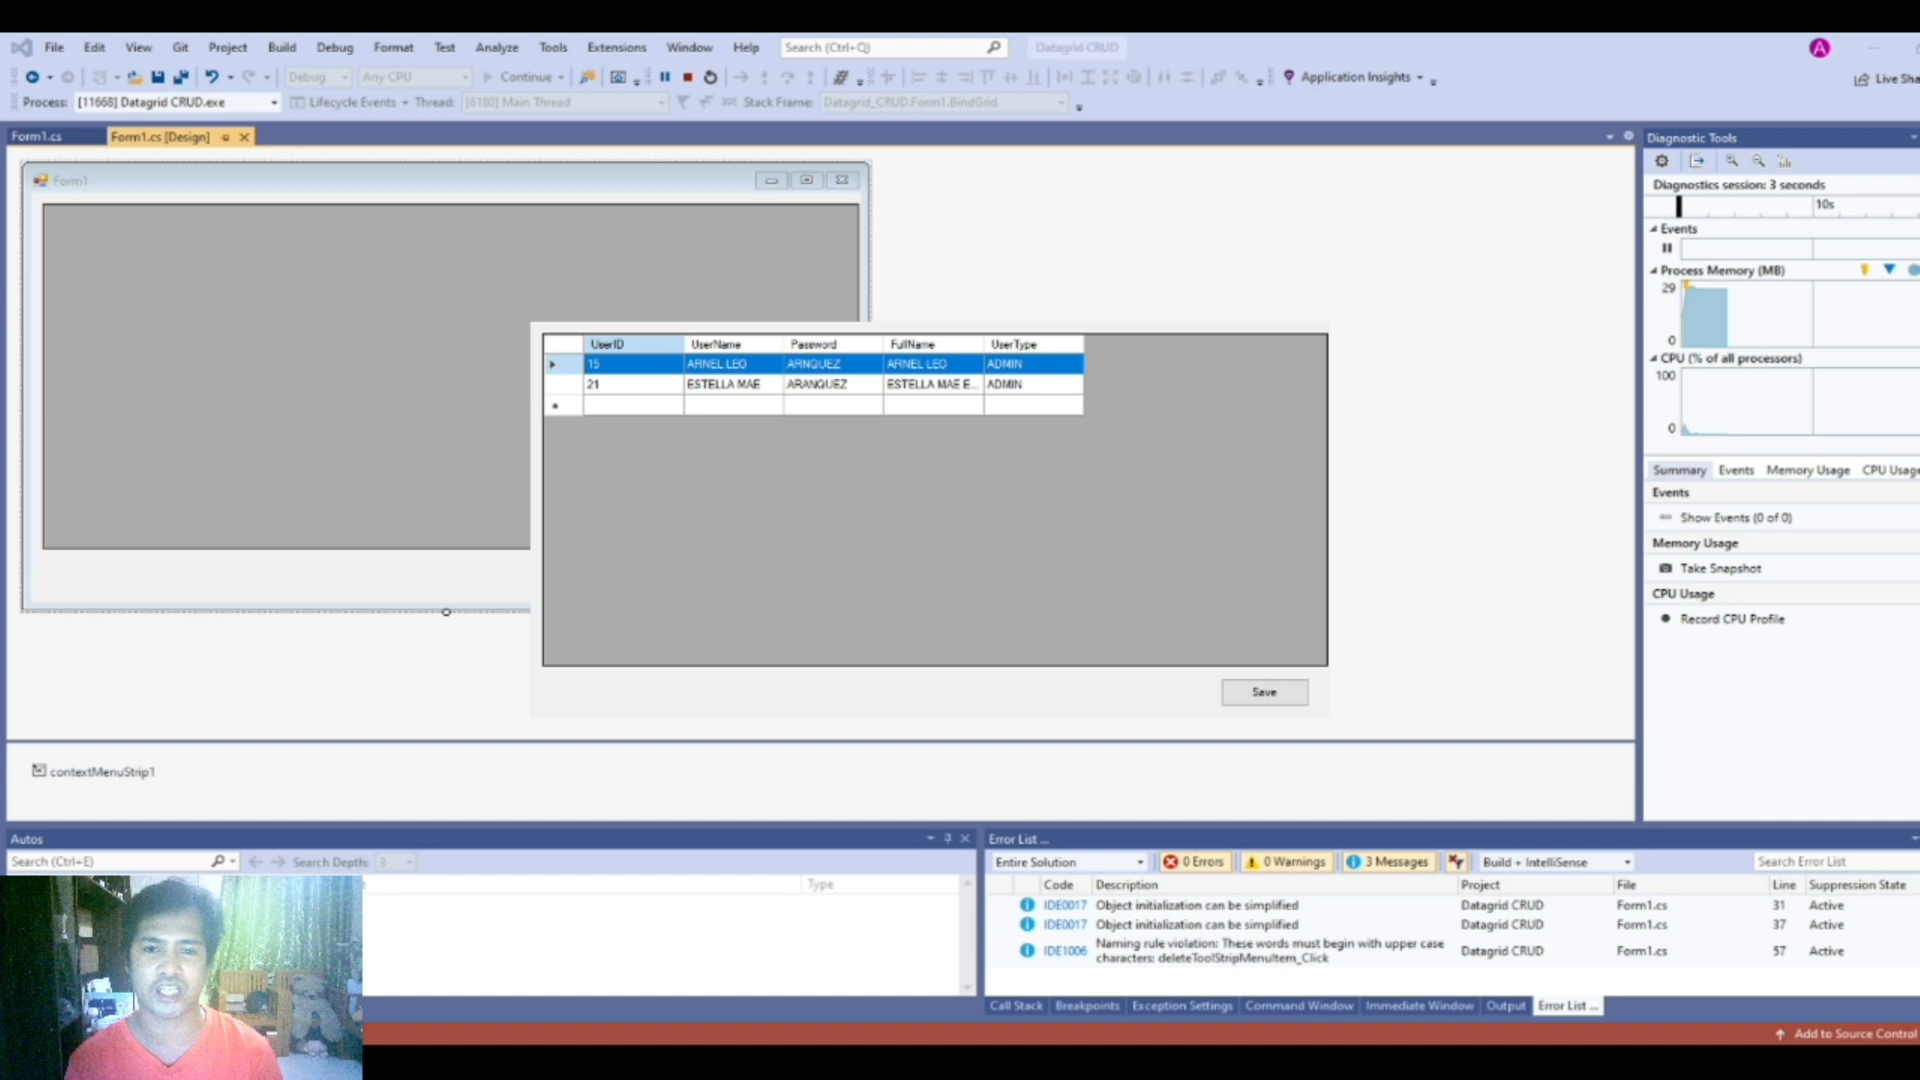 File Edit View Git Project Build Debug Format Test Analyze Tools Extensions Window Help Search (Ctrl+Q) Datagrid CRUD A
Debug Any CPU Continue Application Insights Live Sha
Process: [11668] Datagrid CRUD.exe Lifecycle Events Thread: [6180] Main Thread Stack Frame: Datagrid_CRUD.Form1.BindGrid
Form1.cs Form1.cs [Design]
Form1
UserID UserName Password FullName UserType
15 ARNEL LEO ARNQUEZ ARNEL LEO ADMIN
21 ESTELLA MAE ARANQUEZ ESTELLA MAE E... ADMIN
Save
contextMenuStrip1
Diagnostic Tools
Diagnostics session: 3 seconds
10s
Events
Process Memory (MB)
29
0
CPU (% of all processors)
100
0
Summary Events Memory Usage CPU Usage
Events
Show Events (0 of 0)
Memory Usage
Take Snapshot
CPU Usage
Record CPU Profile
Autos
Search (Ctrl+E) Search Depth: 3
Type
Error List ...
Entire Solution 0 Errors 0 Warnings 3 Messages Build + IntelliSense Search Error List
Code Description Project File Line Suppression State
IDE0017 Object initialization can be simplified Datagrid CRUD Form1.cs 31 Active
IDE0017 Object initialization can be simplified Datagrid CRUD Form1.cs 37 Active
IDE1006 Naming rule violation: These words must begin with upper case characters: deleteToolStripMenuItem_Click Datagrid CRUD Form1.cs 57 Active
Call Stack Breakpoints Exception Settings Command Window Immediate Window Output Error List ...
Add to Source Control